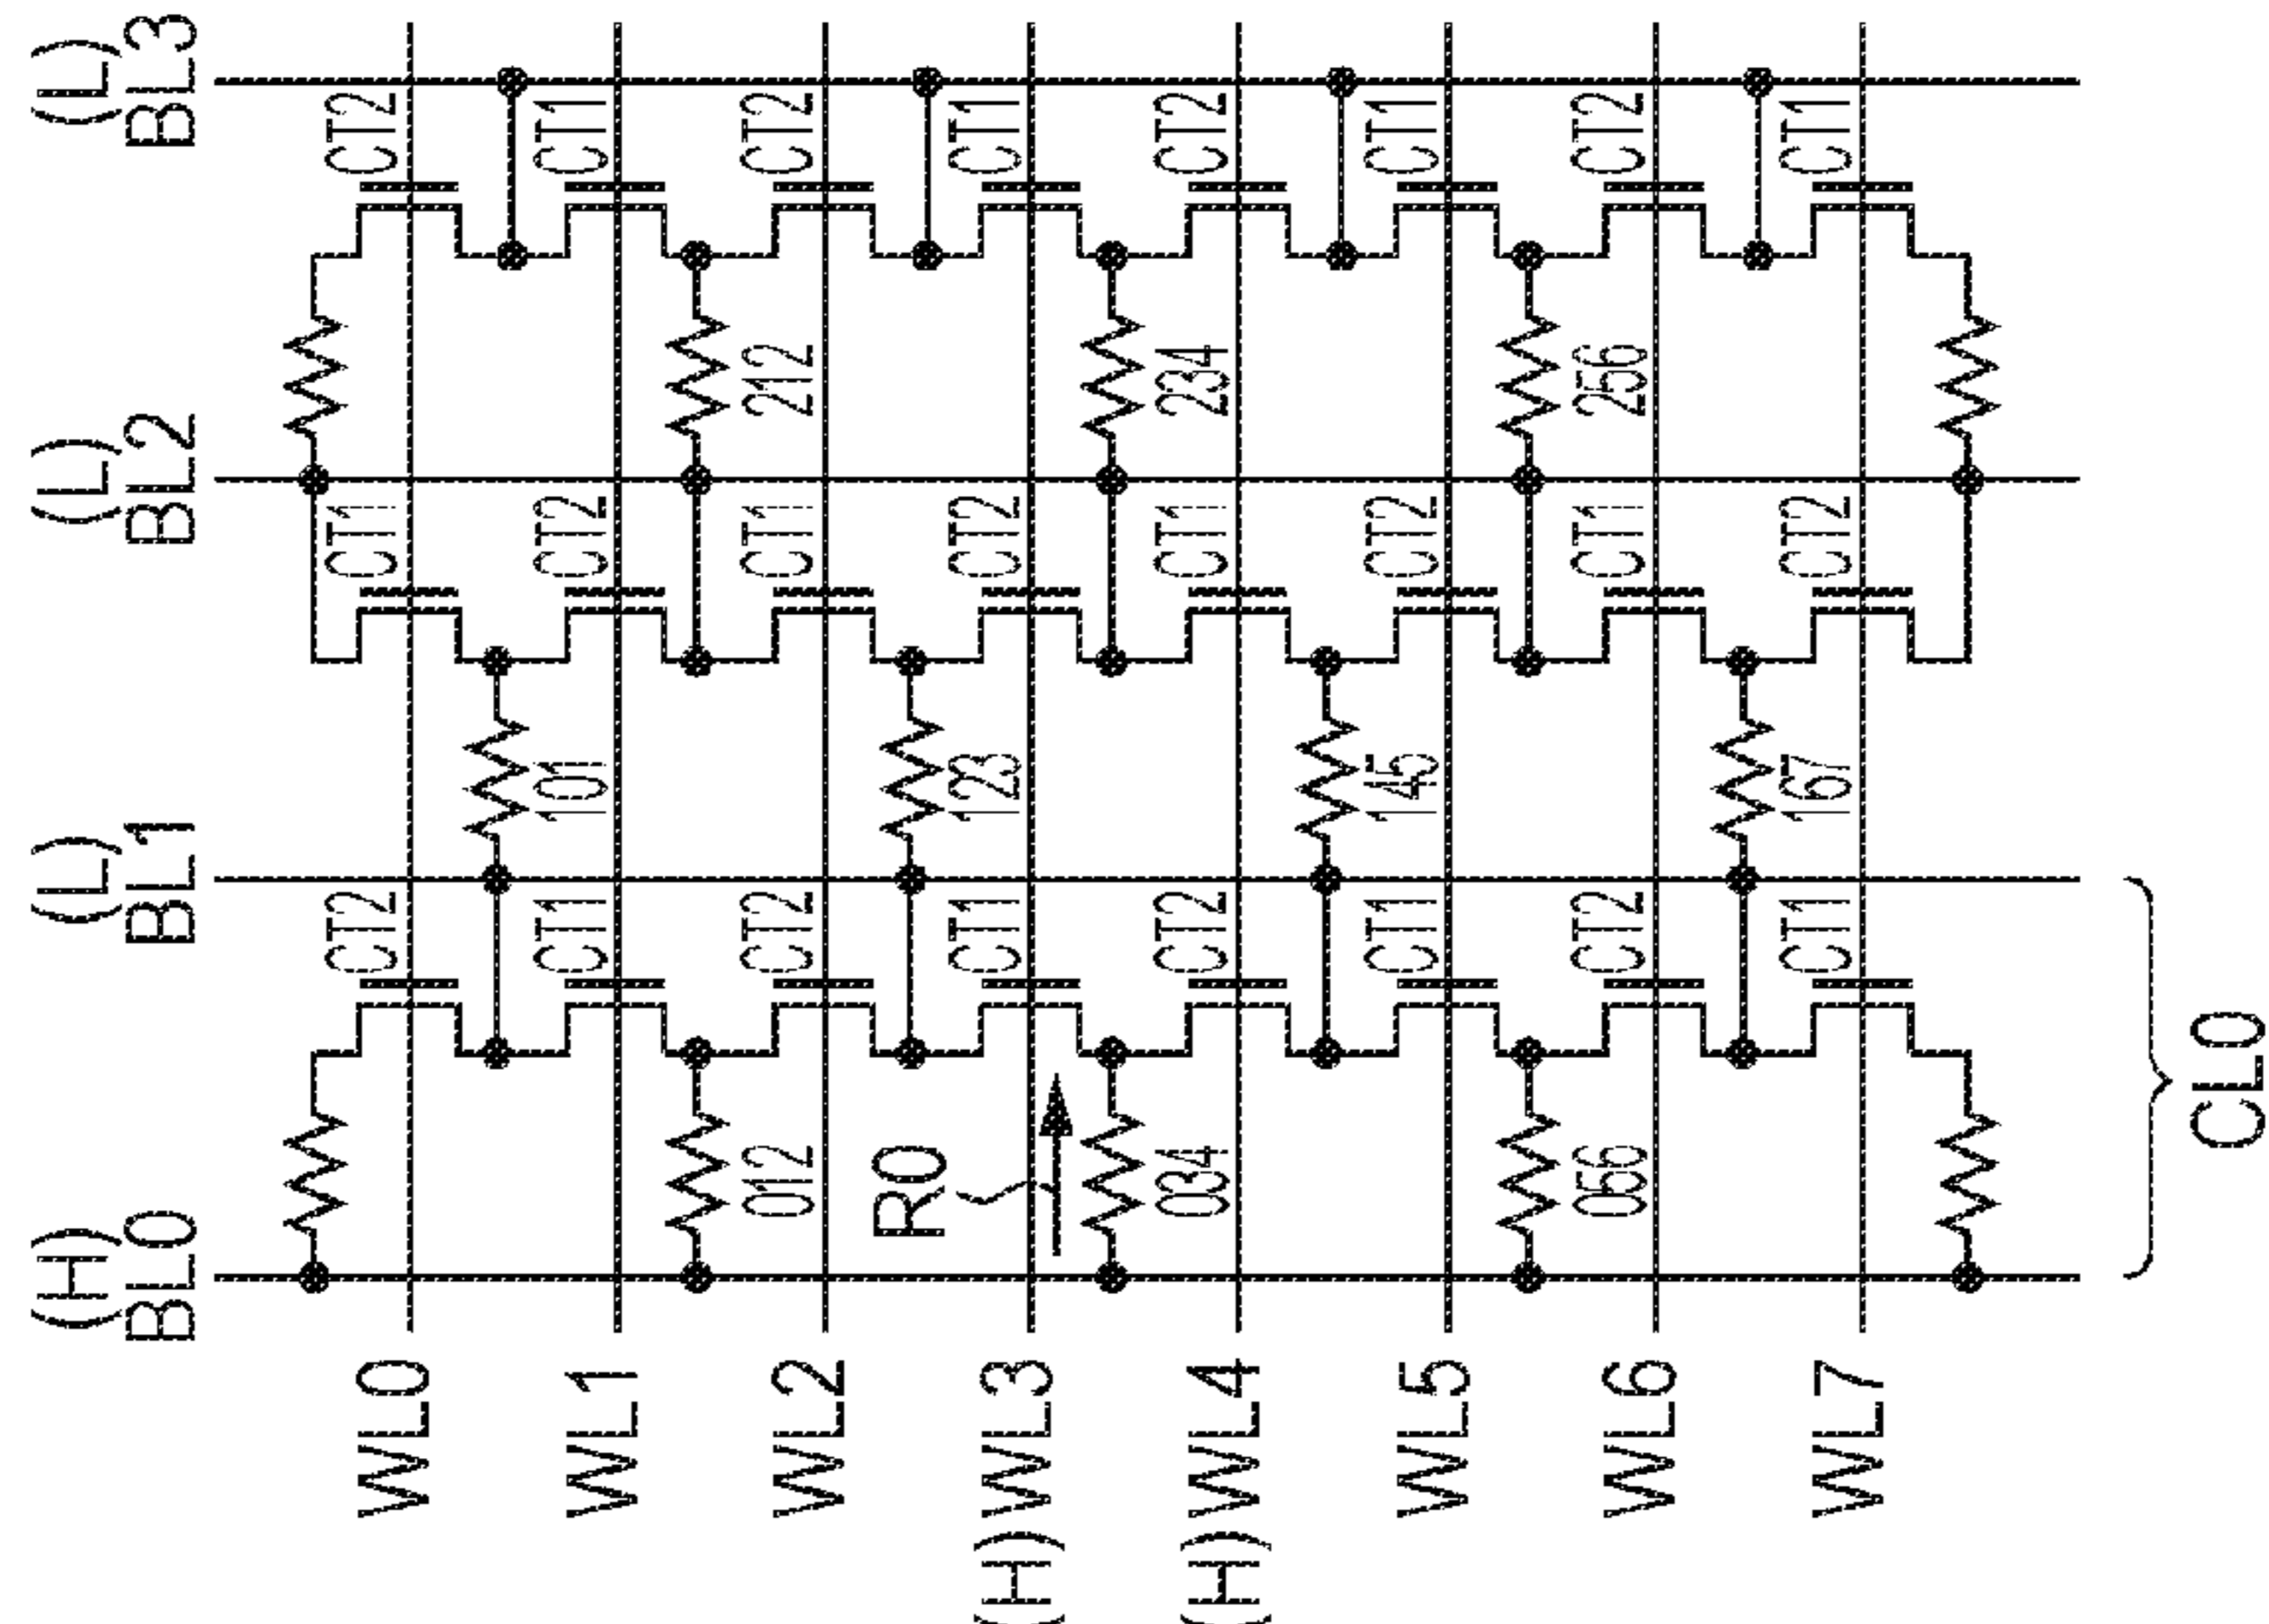 (H) (L) (L) (L)
BL0 BL1 BL2 BL3
WL0 CT2 CT1 CT2
WL1 CT1 101 CT2 CT1
WL2 012 CT2 CT1 212 CT2
R0
(H)WL3 CT1 123 CT2 CT1
(H)WL4 034 CT2 CT1 234 CT2
WL5 CT1 145 CT2 CT1
WL6 056 CT2 CT1 256 CT2
WL7 CT1 167 CT2 CT1
CL0